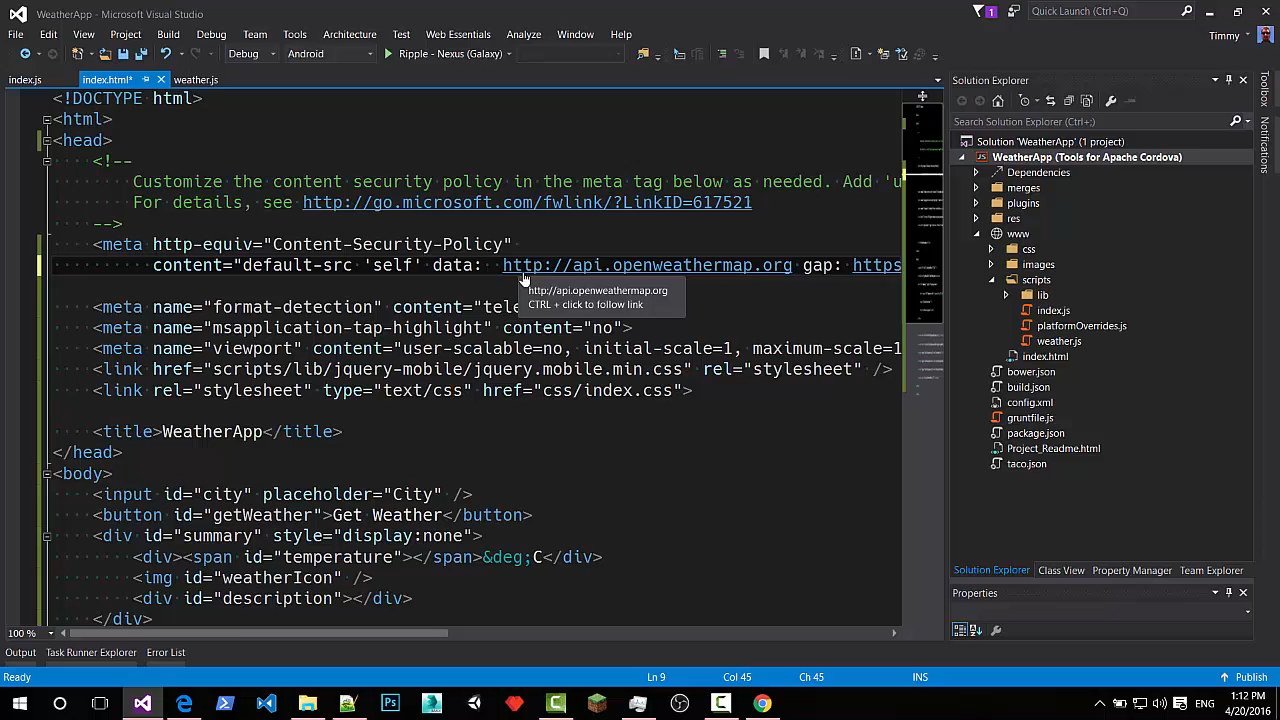 WeatherApp - Microsoft Visual Studio
1
Quick Launch (Ctrl+;)
File Edit View Project Build Debug Team Tools Architecture Test Web Essentials Analyze Window Help
Timmy
Debug Android Ripple - Nexus (Galaxy)
index.js index.html* weather.js
<!DOCTYPE html>
<html>
<head>
<!--
Customize the content security policy in the meta tag below as needed. Add 'u
For details, see http://go.microsoft.com/fwlink/?LinkID=617521
-->
<meta http-equiv="Content-Security-Policy"
content="default-src 'self' data: http://api.openweathermap.org gap: https
http://api.openweathermap.org
CTRL + click to follow link
<meta name="format-detection" content="tele
<meta name="msapplication-tap-highlight" content="no">
<meta name="viewport" content="user-scalable=no, initial-scale=1, maximum-scale=1
<link href="scripts/lib/jquery-mobile/jquery.mobile.min.css" rel="stylesheet" />
<link rel="stylesheet" type="text/css" href="css/index.css">
<title>WeatherApp</title>
</head>
<body>
<input id="city" placeholder="City" />
<button id="getWeather">Get Weather</button>
<div id="summary" style="display:none">
<div><span id="temperature"></span>&deg;C</div>
<img id="weatherIcon" />
<div id="description"></div>
</div>
100 %
Solution Explorer
Search Solution Explorer (Ctrl+;)
Solution 'WeatherApp' (1 project)
JS WeatherApp (Tools for Apache Cordova)
Dependencies
merges
plugins
res
www
css
images
scripts
lib
index.js
platformOverrides.js
weather.js
index.html
bower.json
build.json
config.xml
gruntfile.js
package.json
Project_Readme.html
taco.json
Solution Explorer Class View Property Manager Team Explorer
Properties
Toolbox
Notifications
Output Task Runner Explorer Error List
Ready Ln 9 Col 45 Ch 45 INS Publish
1:12 PM
4/20/2016